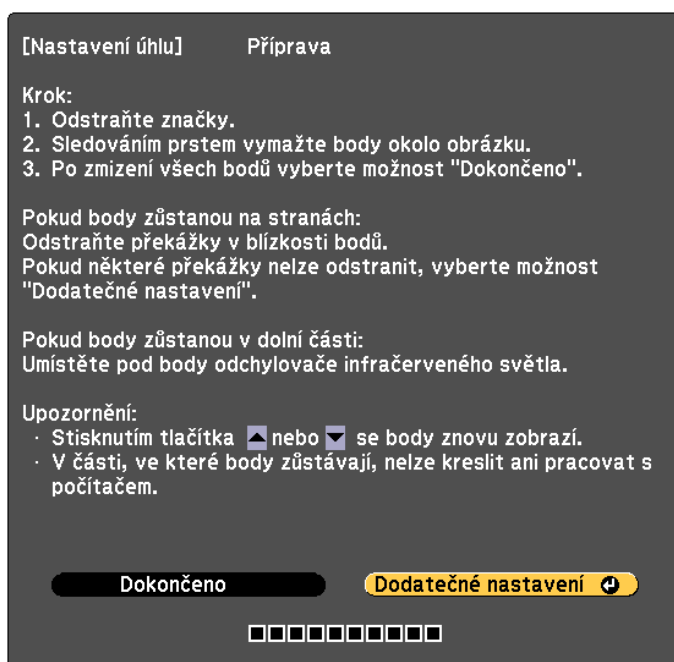 [Nastavení úhlu] Příprava
Krok:
1. Odstraňte značky.
2. Sledováním prstem vymažte body okolo obrázku.
3. Po zmizení všech bodů vyberte možnost "Dokončeno".
Pokud body zůstanou na stranách:
Odstraňte překážky v blízkosti bodů.
Pokud některé překážky nelze odstranit, vyberte možnost
"Dodatečné nastavení".
Pokud body zůstanou v dolní části:
Umístěte pod body odchylovače infračerveného světla.
Upozornění:
· Stisknutím tlačítka ▲ nebo ▼ se body znovu zobrazí.
· V části, ve které body zůstávají, nelze kreslit ani pracovat s
počítačem.
Dokončeno Dodatečné nastavení